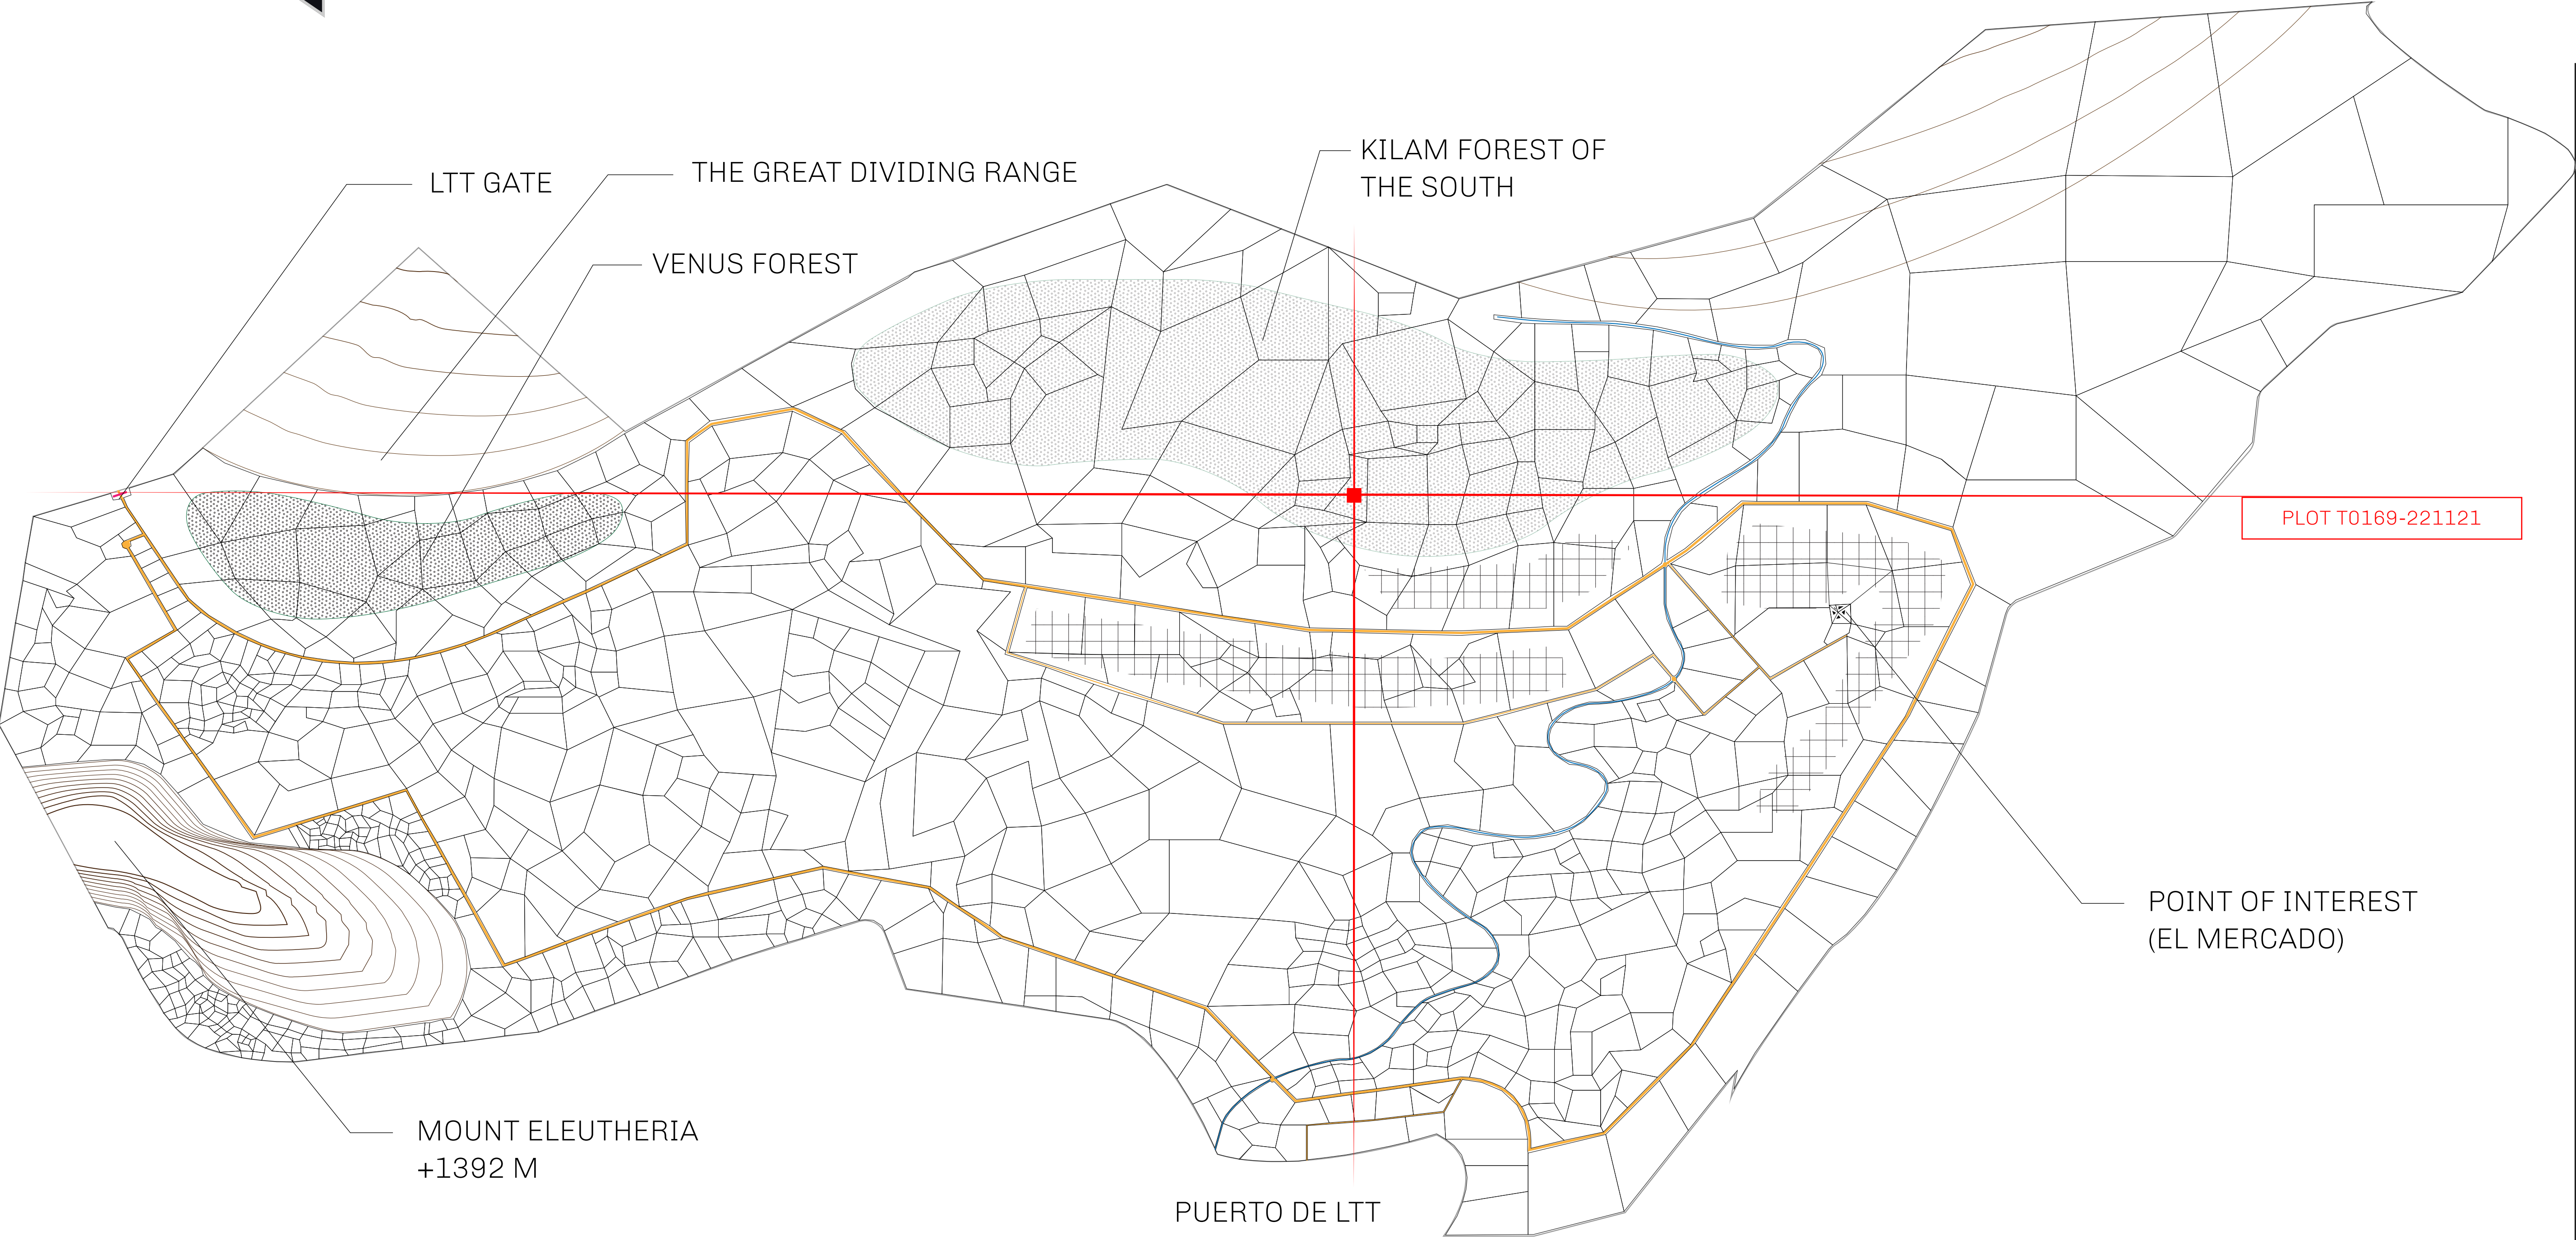 KILAM FOREST OF
THE SOUTH
THE GREAT DIVIDING RANGE
LTT GATE
VENUS FOREST
PLOT T0169-221121
POINT OF INTEREST
(EL MERCADO)
MOUNT ELEUTHERIA
+1392 M
PUERTO DE LTT